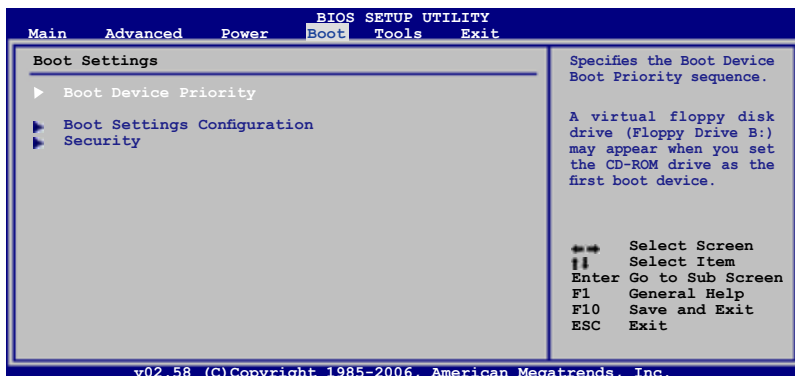 BIOS SETUP UTILITY
Main Advanced Power Boot Tools Exit
Boot Settings
Boot Device Priority
Boot Settings Configuration
Security
Specifies the Boot Device
Boot Priority sequence.
A virtual floppy disk
drive (Floppy Drive B:)
may appear when you set
the CD-ROM drive as the
first boot device.
Select Screen
Select Item
Enter Go to Sub Screen
F1 General Help
F10 Save and Exit
ESC Exit
v02.58 (C)Copyright 1985-2006, American Megatrends, Inc.